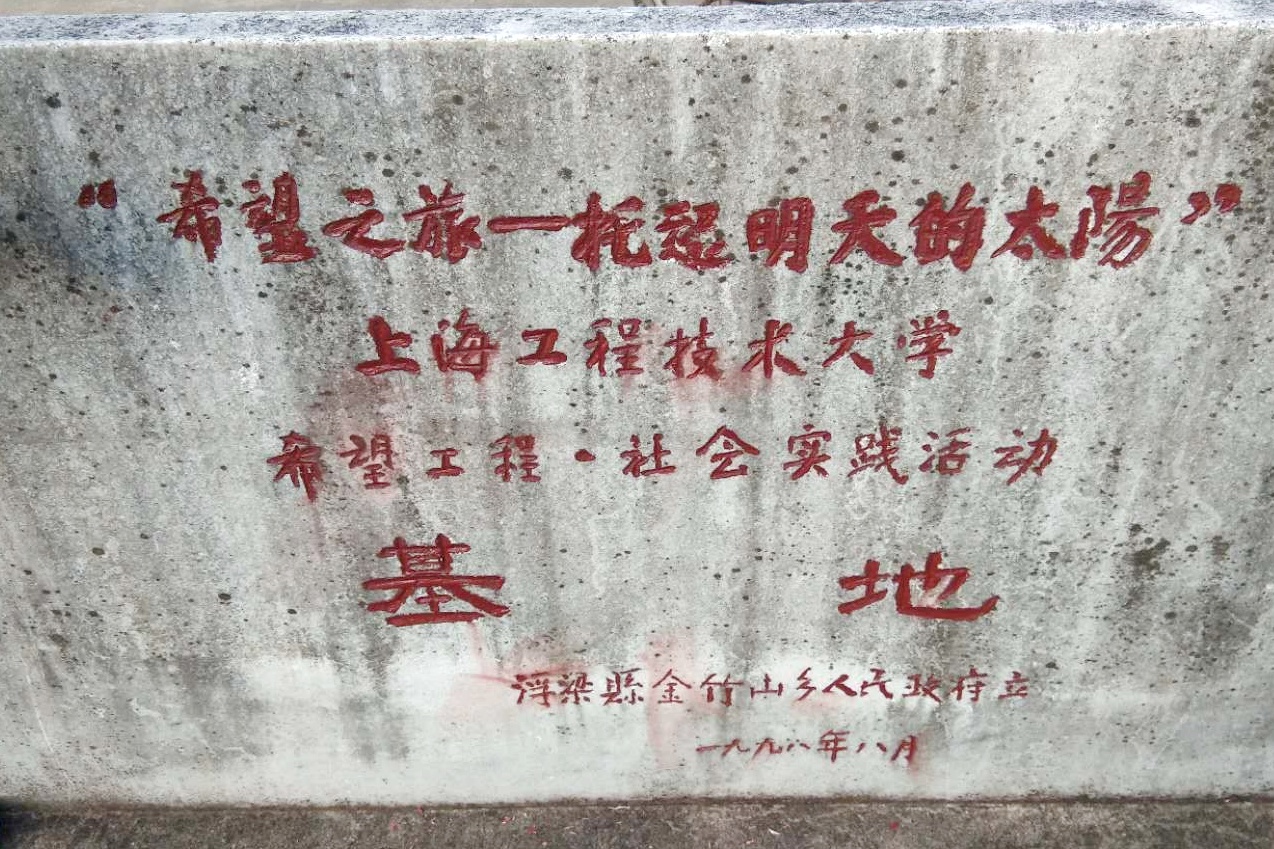 “希望之旅一托起明天的太陽”
上海工程技术大学
希望工程·社会实践活动
基地
浮梁縣金竹山乡人民政府立
一九九八年八月